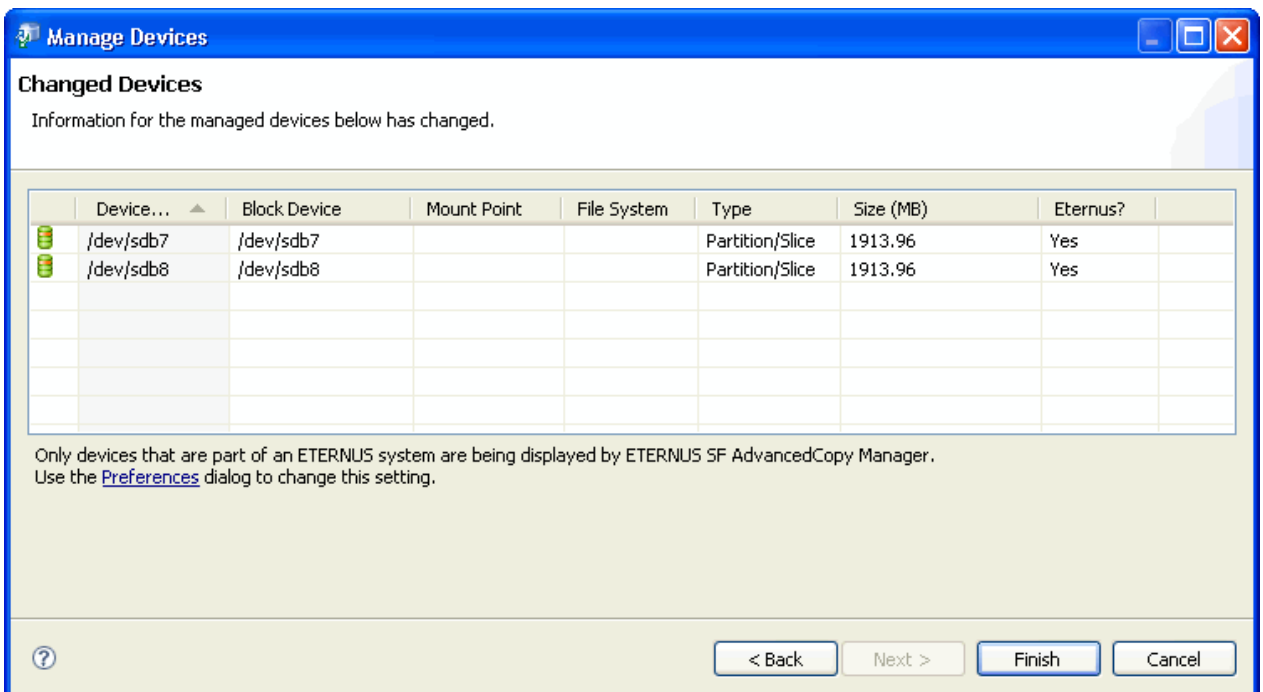 Manage Devices
Changed Devices
Information for the managed devices below has changed.
Device... Block Device Mount Point File System Type Size (MB) Eternus?
/dev/sdb7 /dev/sdb7 Partition/Slice 1913.96 Yes
/dev/sdb8 /dev/sdb8 Partition/Slice 1913.96 Yes
Only devices that are part of an ETERNUS system are being displayed by ETERNUS SF AdvancedCopy Manager.
Use the Preferences dialog to change this setting.
? < Back Next > Finish Cancel